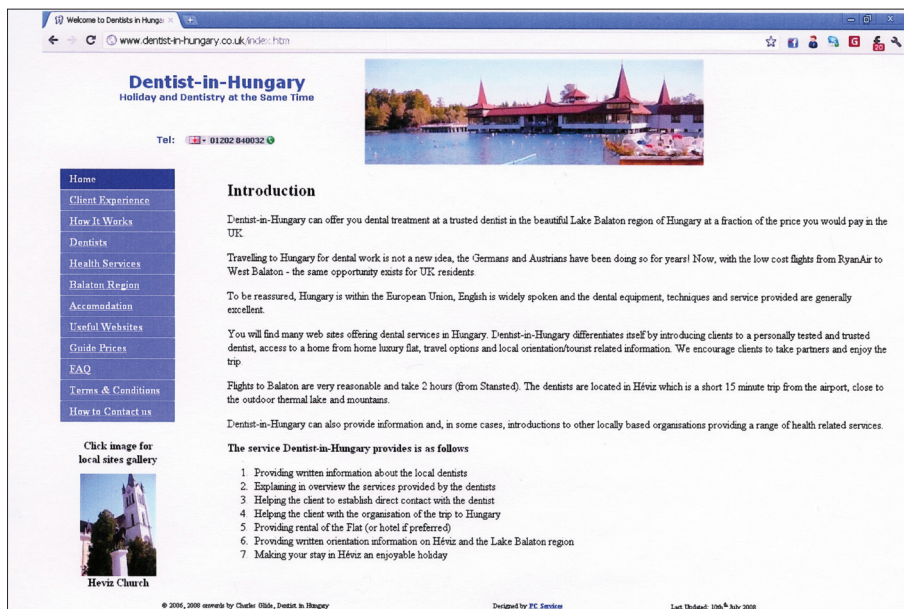 Welcome to Dentists in Hungar
www.dentist-in-hungary.co.uk/index.htm
G
20
Dentist-in-Hungary
Holiday and Dentistry at the Same Time
Tel: 01202 840032
Home
Client Experience
How It Works
Dentists
Health Services
Balaton Region
Accomodation
Useful Websites
Guide Prices
FAQ
Terms & Conditions
How to Contact us
Click image for
local sites gallery
Heviz Church
Introduction
Dentist-in-Hungary can offer you dental treatment at a trusted dentist in the beautiful Lake Balaton region of Hungary at a fraction of the price you would pay in the
UK
Travelling to Hungary for dental work is not a new idea, the Germans and Austrians have been doing so for years! Now, with the low cost flights from RyanAir to
West Balaton - the same opportunity exists for UK residents.
To be reassured, Hungary is within the European Union, English is widely spoken and the dental equipment, techniques and service provided are generally
excellent.
You will find many web sites offering dental services in Hungary. Dentist-in-Hungary differentiates itself by introducing clients to a personally tested and trusted
dentist, access to a home from home luxury flat, travel options and local orientation/tourist related information. We encourage clients to take partners and enjoy the
trip.
Flights to Balaton are very reasonable and take 2 hours (from Stansted). The dentists are located in Héviz which is a short 15 minute trip from the airport, close to
the outdoor thermal lake and mountains.
Dentist-in-Hungary can also provide information and, in some cases, introductions to other locally based organisations providing a range of health related services.
The service Dentist-in-Hungary provides is as follows
1. Providing written information about the local dentists
2. Explaining in overview the services provided by the dentists
3. Helping the client to establish direct contact with the dentist
4. Helping the client with the organisation of the trip to Hungary
5. Providing rental of the Flat (or hotel if preferred)
6. Providing written orientation information on Héviz and the Lake Balaton region
7. Making your stay in Héviz an enjoyable holiday
© 2006, 2008 onwards by Charles Glide, Dentist in Hungary Designed by PC Services Last Updated: 10th July 2008